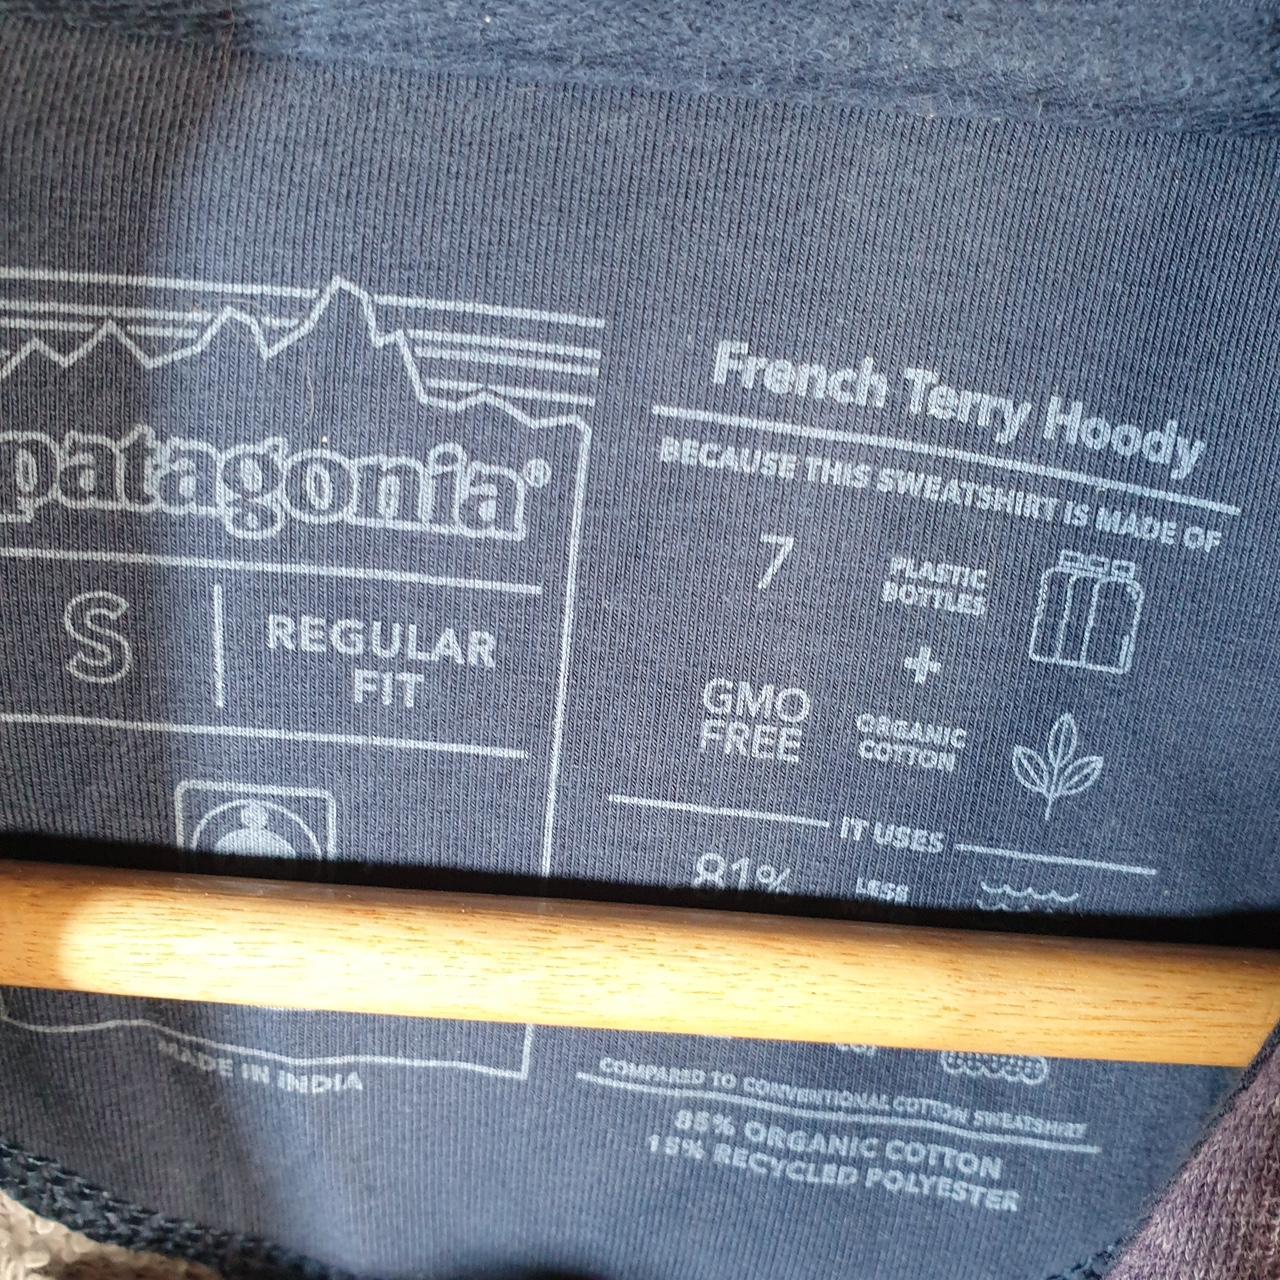 patagonia®
S
REGULAR
FIT
MADE IN INDIA
French Terry Hoody
BECAUSE THIS SWEATSHIRT IS MADE OF
7
PLASTIC
BOTTLES
+
GMO
FREE
ORGANIC
COTTON
IT USES
81%
LESS
COMPARED TO CONVENTIONAL COTTON SWEATSHIRT
85% ORGANIC COTTON
15% RECYCLED POLYESTER